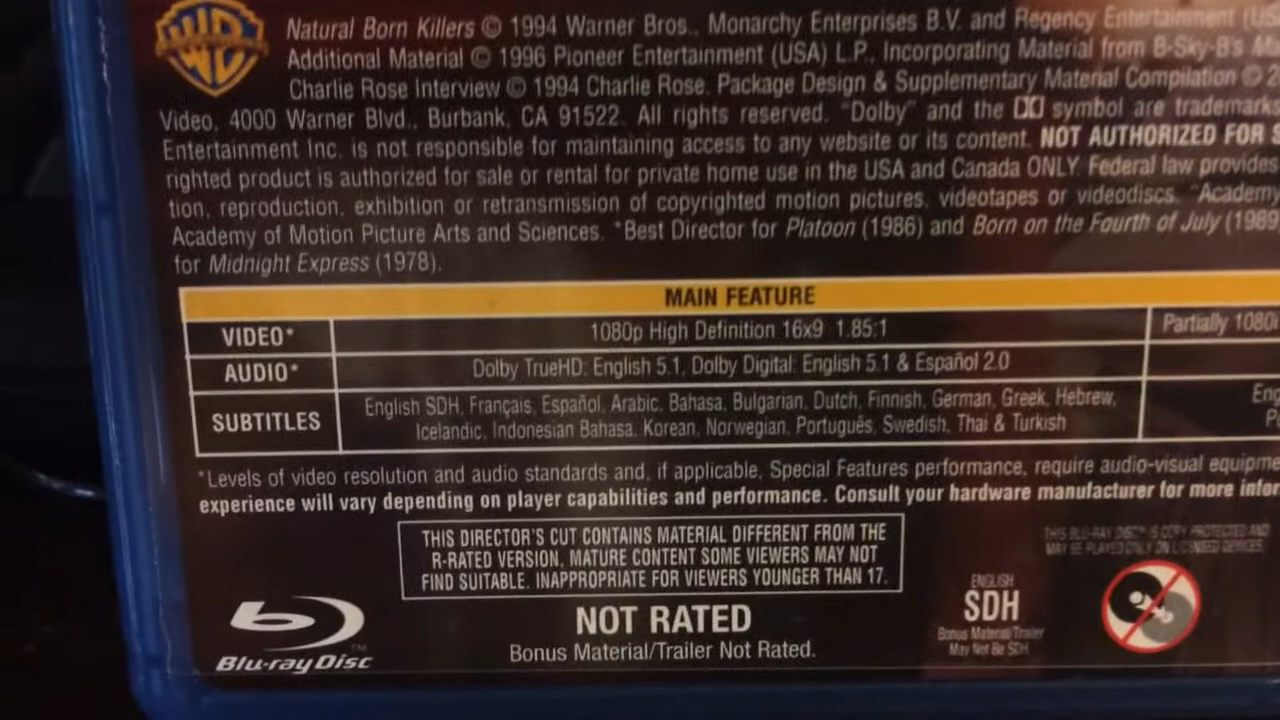 Natural Born Killers © 1994 Warner Bros., Monarchy Enterprises B.V. and Regency Entertainment (US
Additional Material © 1996 Pioneer Entertainment (USA) L.P., Incorporating Material from B-Sky-B's
Charlie Rose Interview © 1994 Charlie Rose. Package Design & Supplementary Material Compilation © 2
Video, 4000 Warner Blvd., Burbank, CA 91522. All rights reserved. "Dolby" and the symbol are trademarks
Entertainment Inc. is not responsible for maintaining access to any website or its content. NOT AUTHORIZED FOR
righted product is authorized for sale or rental for private home use in the USA and Canada ONLY. Federal law provides
tion, reproduction, exhibition or retransmission of copyrighted motion pictures, videotapes or videodiscs. "Academy
Academy of Motion Picture Arts and Sciences. *Best Director for Platoon (1986) and Born on the Fourth of July (1989
for Midnight Express (1978).
MAIN FEATURE
VIDEO* 1080p High Definition 16x9 1.85:1 Partially 1080
AUDIO* Dolby TrueHD: English 5.1, Dolby Digital: English 5.1 & Español 2.0
SUBTITLES English SDH, Français, Español, Arabic, Bahasa, Bulgarian, Dutch, Finnish, German, Greek, Hebrew, Eng
Icelandic, Indonesian Bahasa, Korean, Norwegian, Português, Swedish, Thai & Turkish
*Levels of video resolution and audio standards and, if applicable, Special Features performance, require audio-visual equipme
experience will vary depending on player capabilities and performance. Consult your hardware manufacturer for more infor
THIS DIRECTOR'S CUT CONTAINS MATERIAL DIFFERENT FROM THE
R-RATED VERSION. MATURE CONTENT SOME VIEWERS MAY NOT
FIND SUITABLE. INAPPROPRIATE FOR VIEWERS YOUNGER THAN 17.
NOT RATED
Bonus Material/Trailer Not Rated.
Blu-ray Disc™
ENGLISH
SDH
Bonus Material/Trailer
May Not Be SDH
THIS BLU-RAY DISC™ IS COPY PROTECTED AND
MAY BE PLAYED ONLY ON LICENSED DEVICES